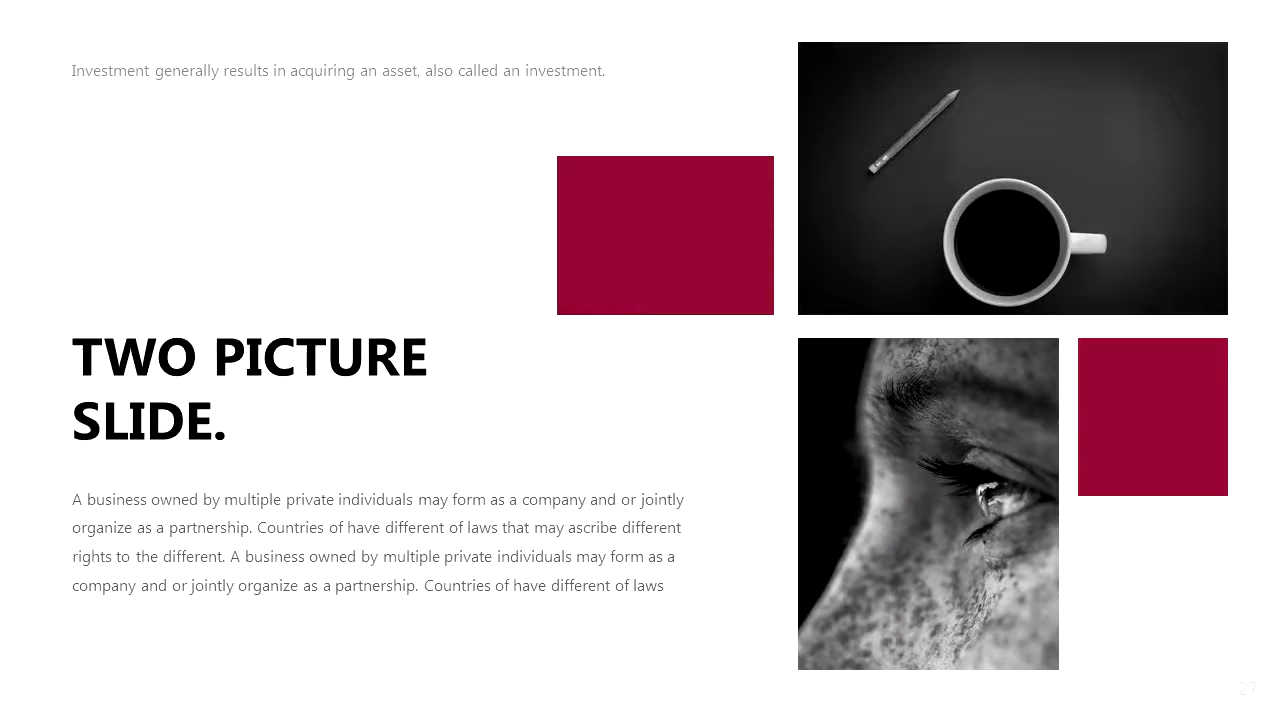 Investment generally results in acquiring an asset, also called an investment.
TWO PICTURE
SLIDE.
A business owned by multiple private individuals may form as a company and or jointly
organize as a partnership. Countries of have different of laws that may ascribe different
rights to the different. A business owned by multiple private individuals may form as a
company and or jointly organize as a partnership. Countries of have different of laws
27